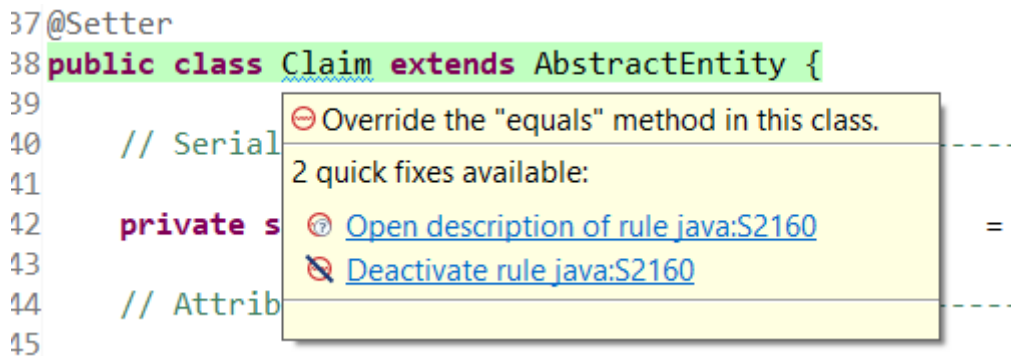 37 @Setter
38 public class Claim extends AbstractEntity {
39
Override the "equals" method in this class.
40 // Serial
2 quick fixes available:
41
42 private s =
Open description of rule java:S2160
43
Deactivate rule java:S2160
44 // Attrib
45